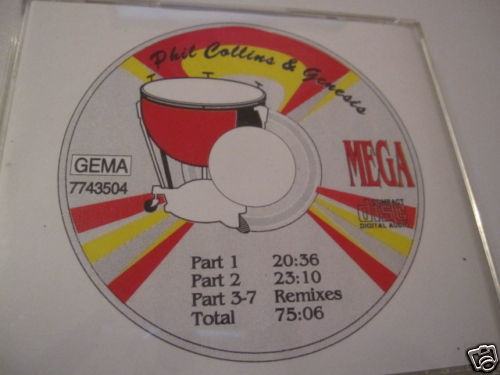 Phil Collins & Genesis
GEMA
7743504
MEGA
COMPACT
disc
DIGITAL AUDIO
Part 1 20:36
Part 2 23:10
Part 3-7 Remixes
Total 75:06